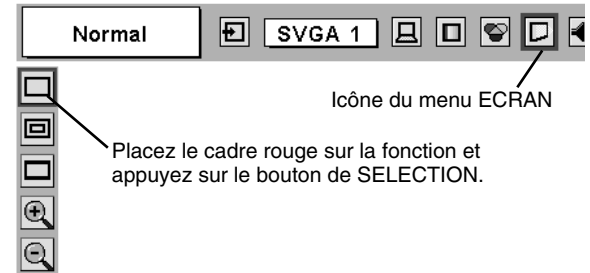 Normal
SVGA 1
Icône du menu ECRAN
Placez le cadre rouge sur la fonction et
appuyez sur le bouton de SELECTION.